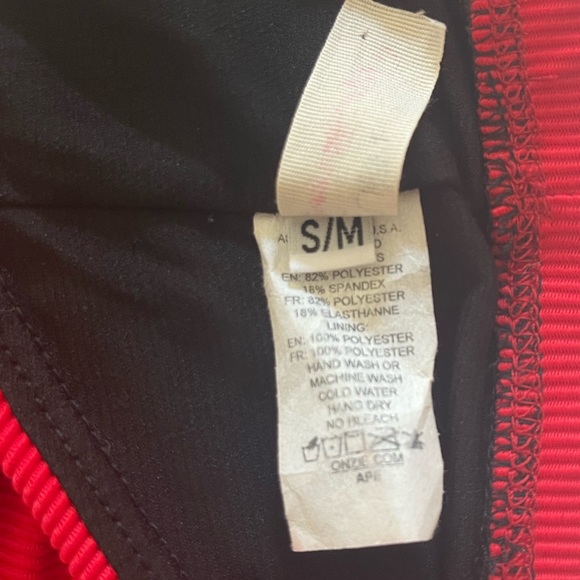 S/M
.S.A.
EN: 82% POLYESTER
18% SPANDEX
FR: 82% POLYESTER
18% ELASTHANNE
LINING
EN: 100% POLYESTER
FR: 100% POLYESTER
HAND WASH OR
MACHINE WASH
COLD WATER
HANG DRY
NO BLEACH
ONZIE.COM